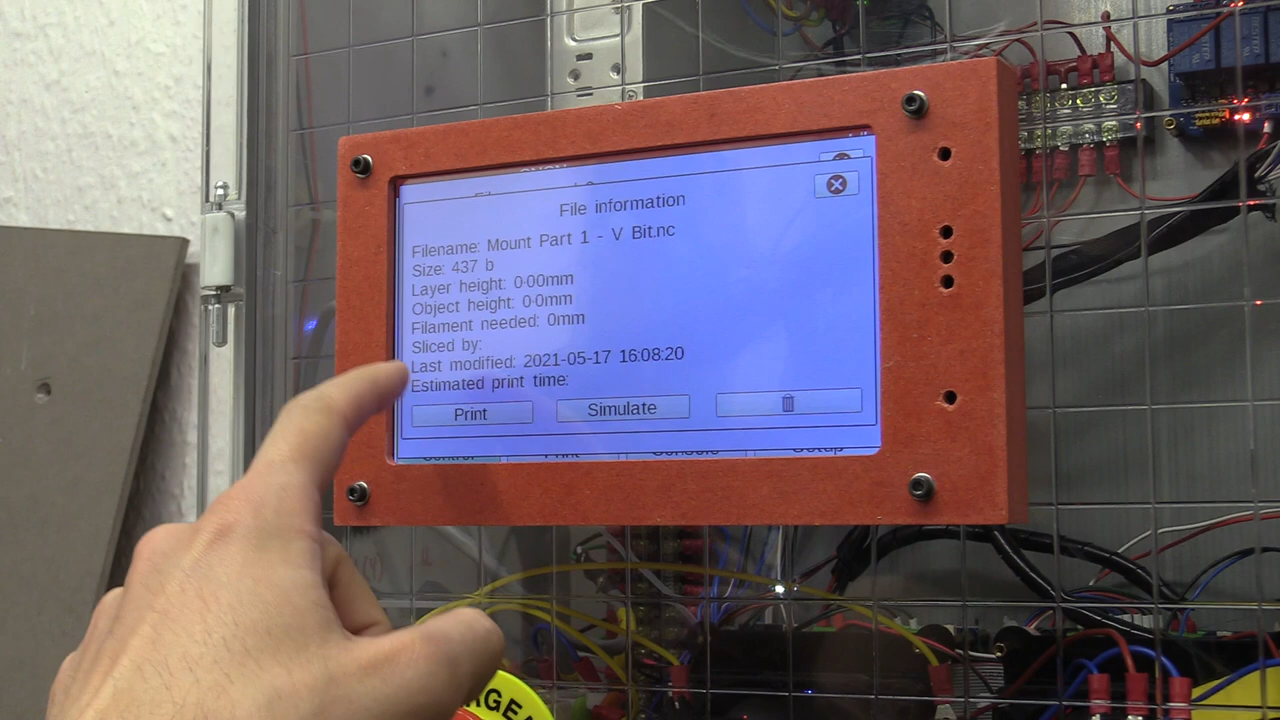 File information
Filename: Mount Part 1 - V Bit.nc
Size: 437 b
Layer height: 0.00mm
Object height: 0.0mm
Filament needed: 0mm
Sliced by:
Last modified: 2021-05-17 16:08:20
Estimated print time:
Print Simulate
Control Print Console Setup